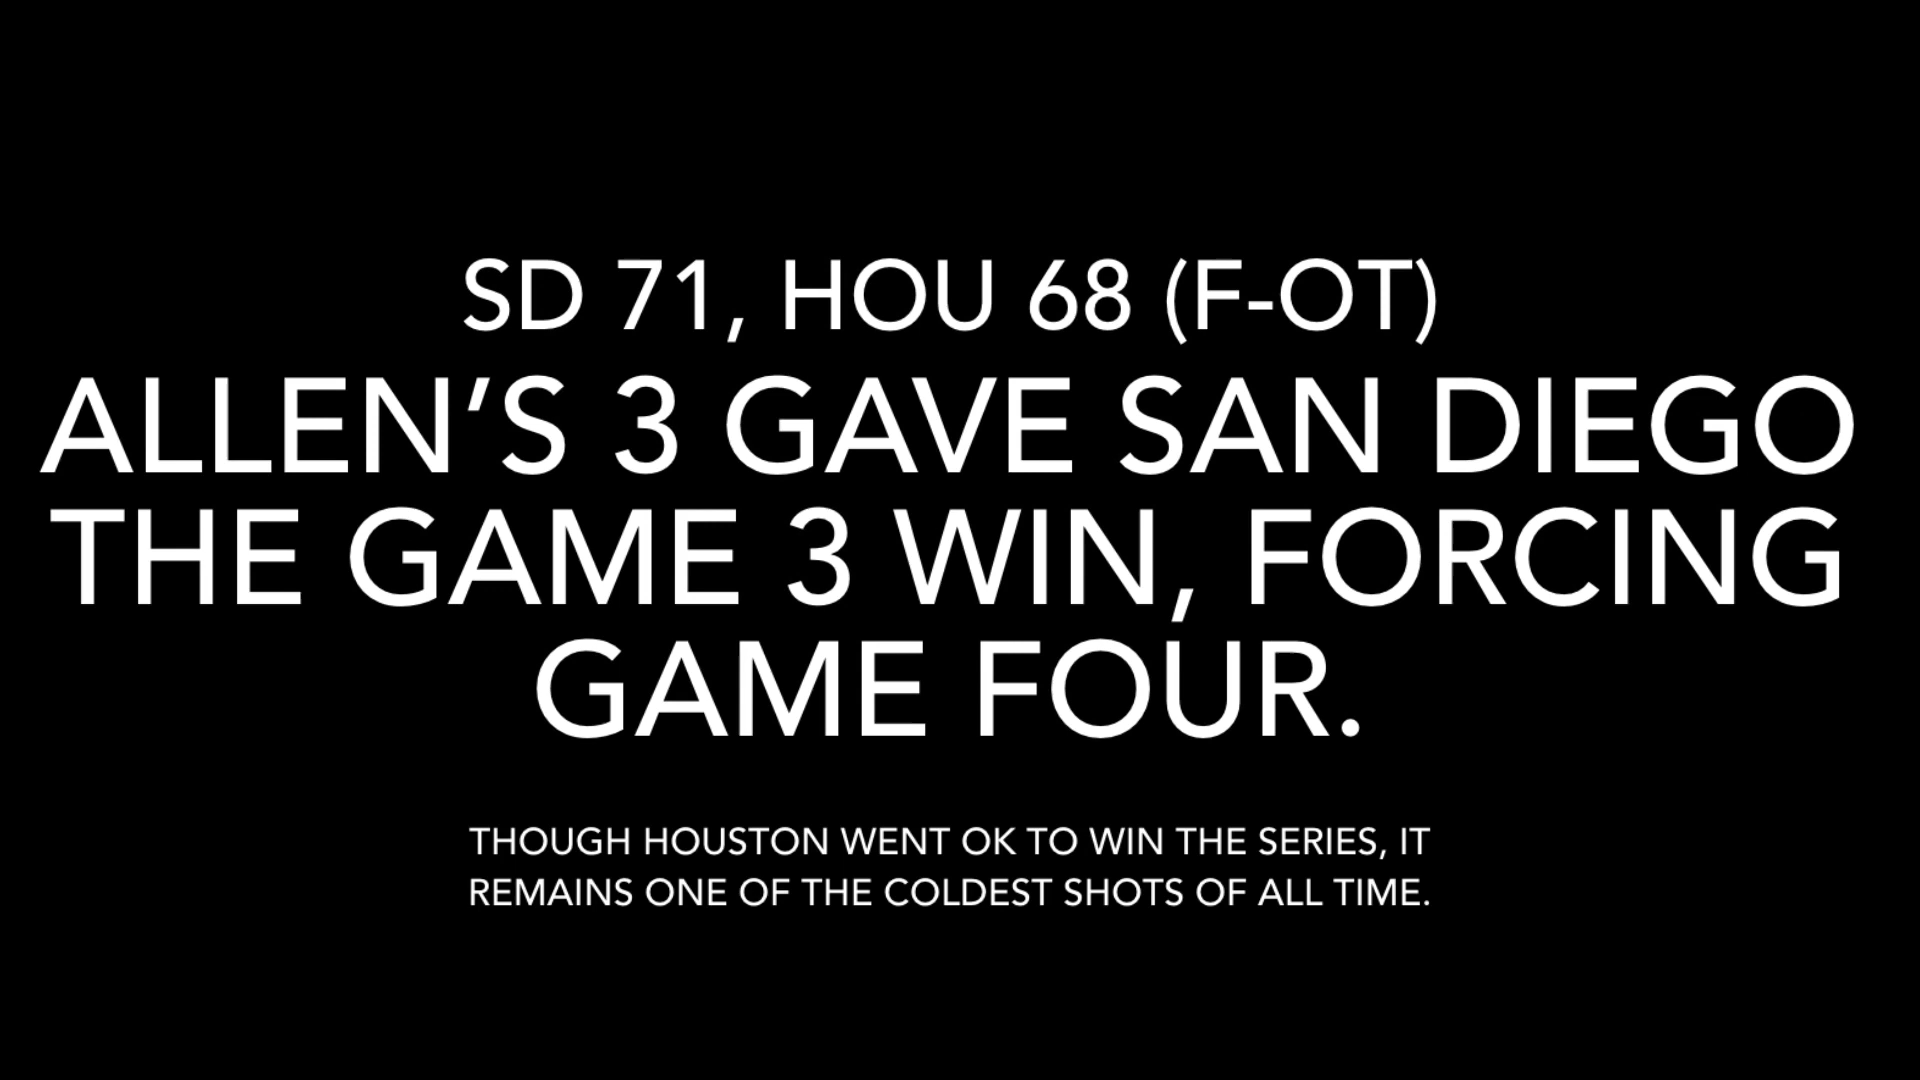 SD 71, HOU 68 (F-OT)
ALLEN’S 3 GAVE SAN DIEGO
THE GAME 3 WIN, FORCING
GAME FOUR.
THOUGH HOUSTON WENT OK TO WIN THE SERIES, IT
REMAINS ONE OF THE COLDEST SHOTS OF ALL TIME.